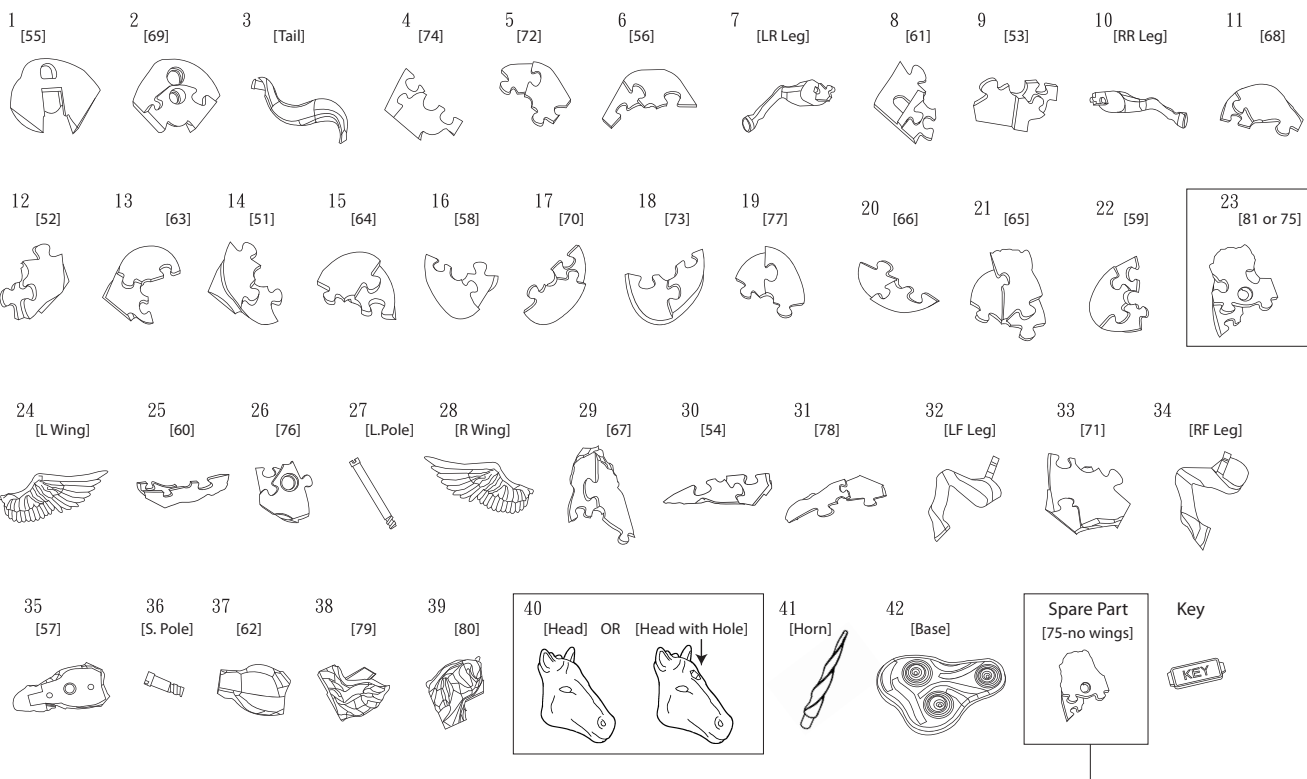 1 2 3 4 5 6 7 8 9 10 11
[55] [69] [Tail] [74] [72] [56] [LR Leg] [61] [53] [RR Leg] [68]
12 13 14 15 16 17 18 19 20 21 22 23
[52] [63] [51] [64] [58] [70] [73] [77] [66] [65] [59] [81 or 75]
24 25 26 27 28 29 30 31 32 33 34
[L Wing] [60] [76] [L.Pole] [R Wing] [67] [54] [78] [LF Leg] [71] [RF Leg]
35 36 37 38 39 40 41 42 Spare Part Key
[57] [S. Pole] [62] [79] [80] [Head] OR [Head with Hole] [Horn] [Base] [75-no wings]
KEY